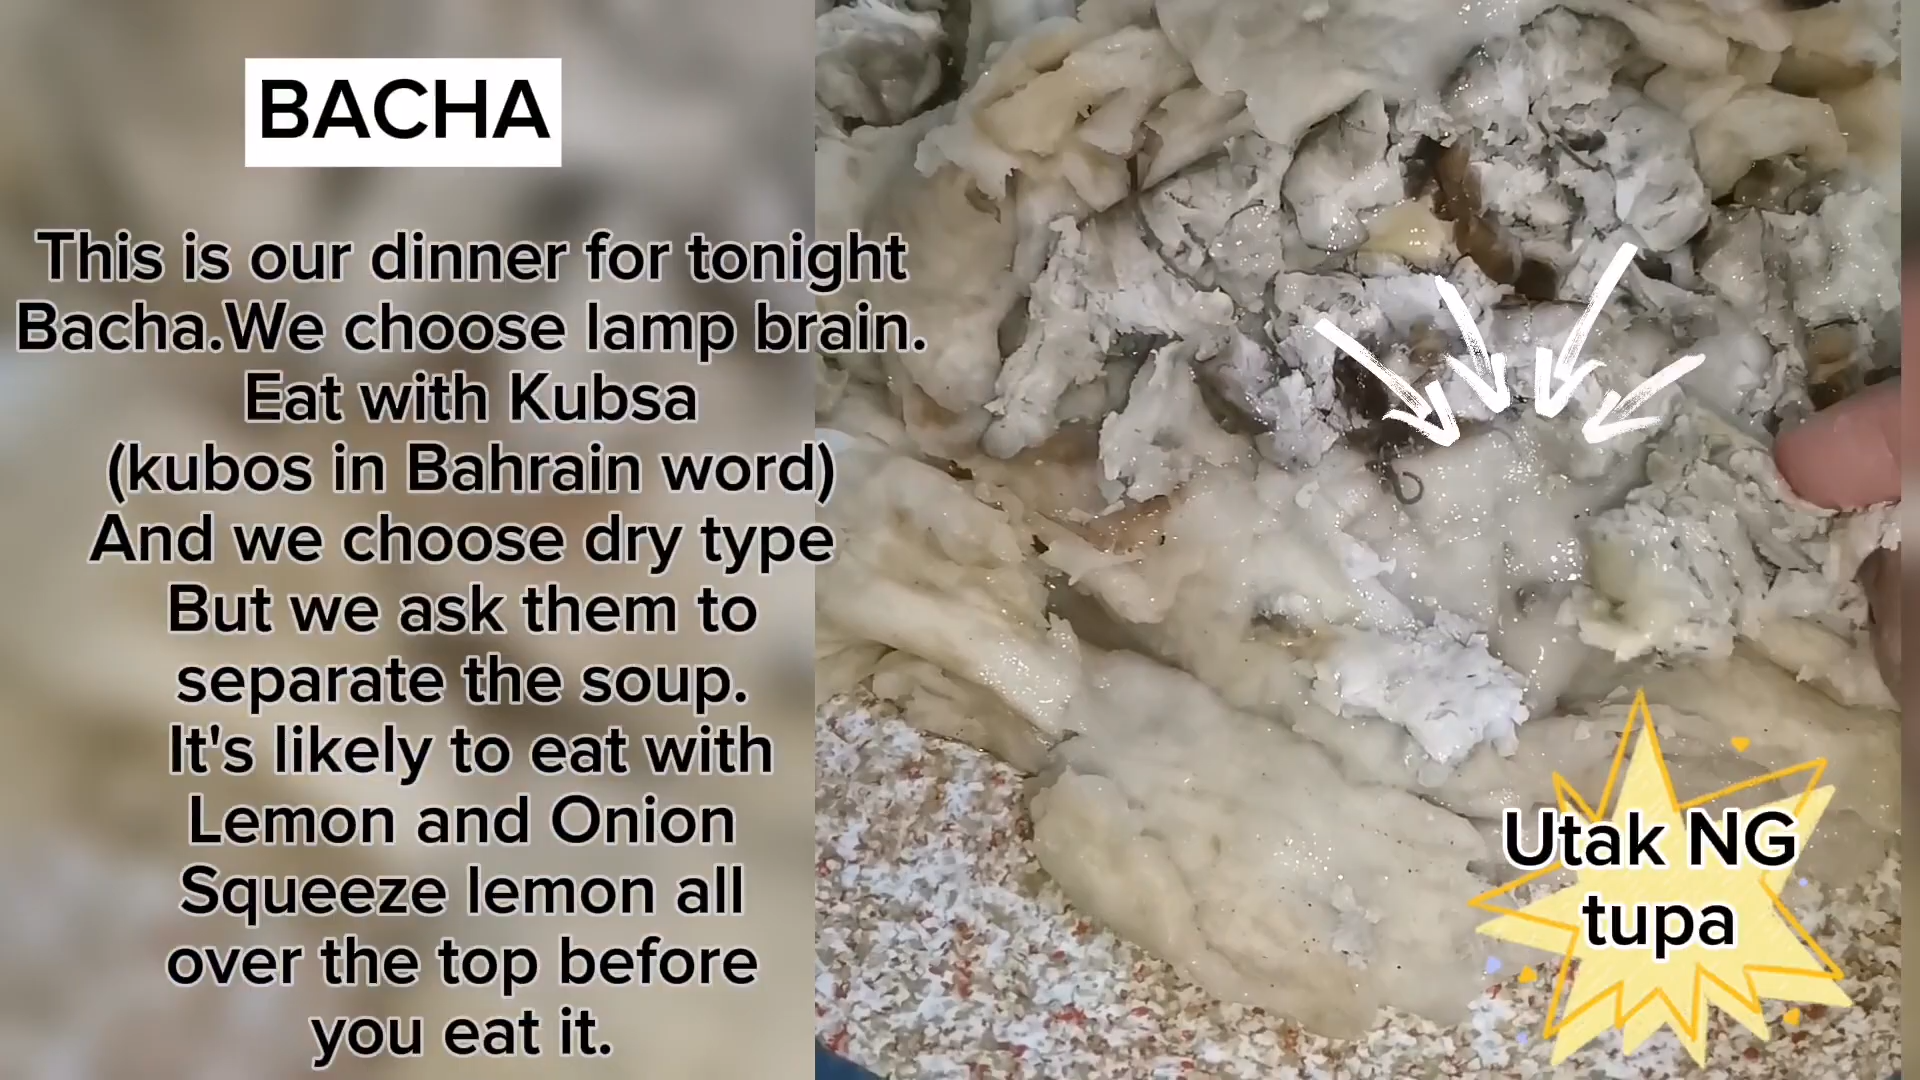 BACHA
This is our dinner for tonight
Bacha.We choose lamp brain.
Eat with Kubsa
(kubos in Bahrain word)
And we choose dry type
But we ask them to
separate the soup.
It's likely to eat with
Lemon and Onion
Squeeze lemon all
over the top before
you eat it.
Utak NG
tupa